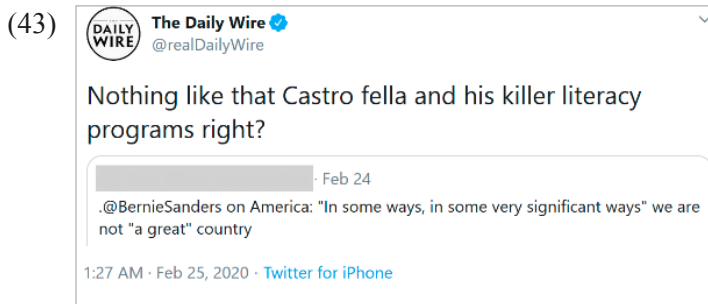 (43)
DAILY
WIRE
The Daily Wire
@realDailyWire
Nothing like that Castro fella and his killer literacy
programs right?
· Feb 24
.@BernieSanders on America: "In some ways, in some very significant ways" we are
not "a great" country
1:27 AM · Feb 25, 2020 · Twitter for iPhone